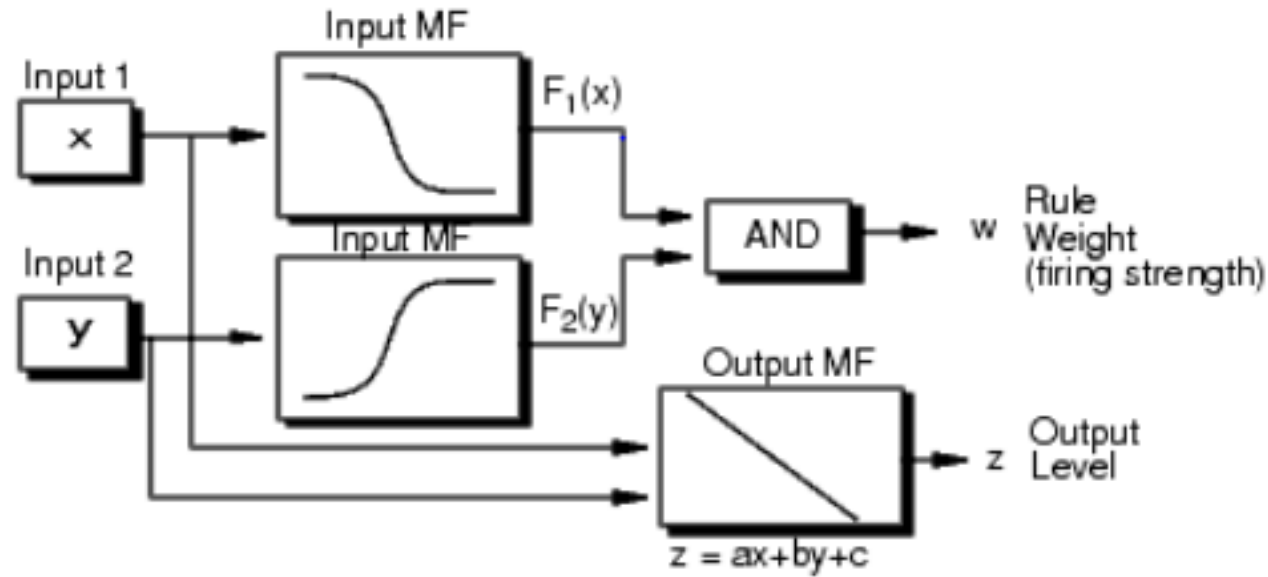 Input MF
Input 1
x
F1(x)
Input MF
Input 2
y
F2(y)
AND
w
Rule
Weight
(firing strength)
Output MF
z
Output
Level
z = ax+by+c